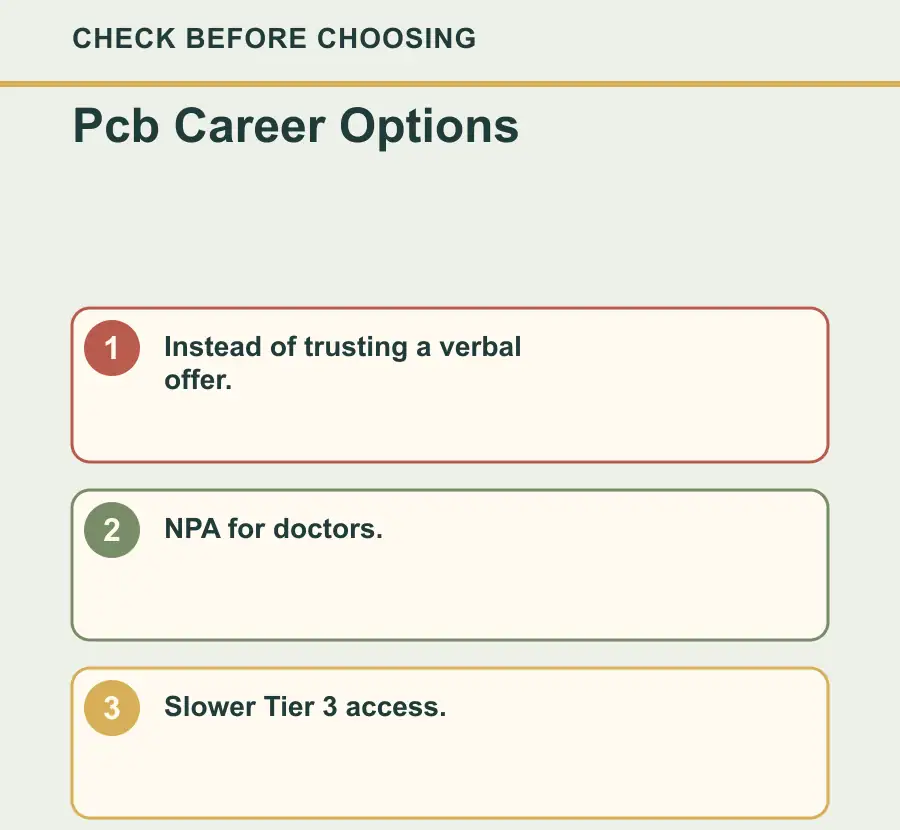 CHECK BEFORE CHOOSING
Pcb Career Options
1
Instead of trusting a verbal
offer.
2
NPA for doctors.
3
Slower Tier 3 access.